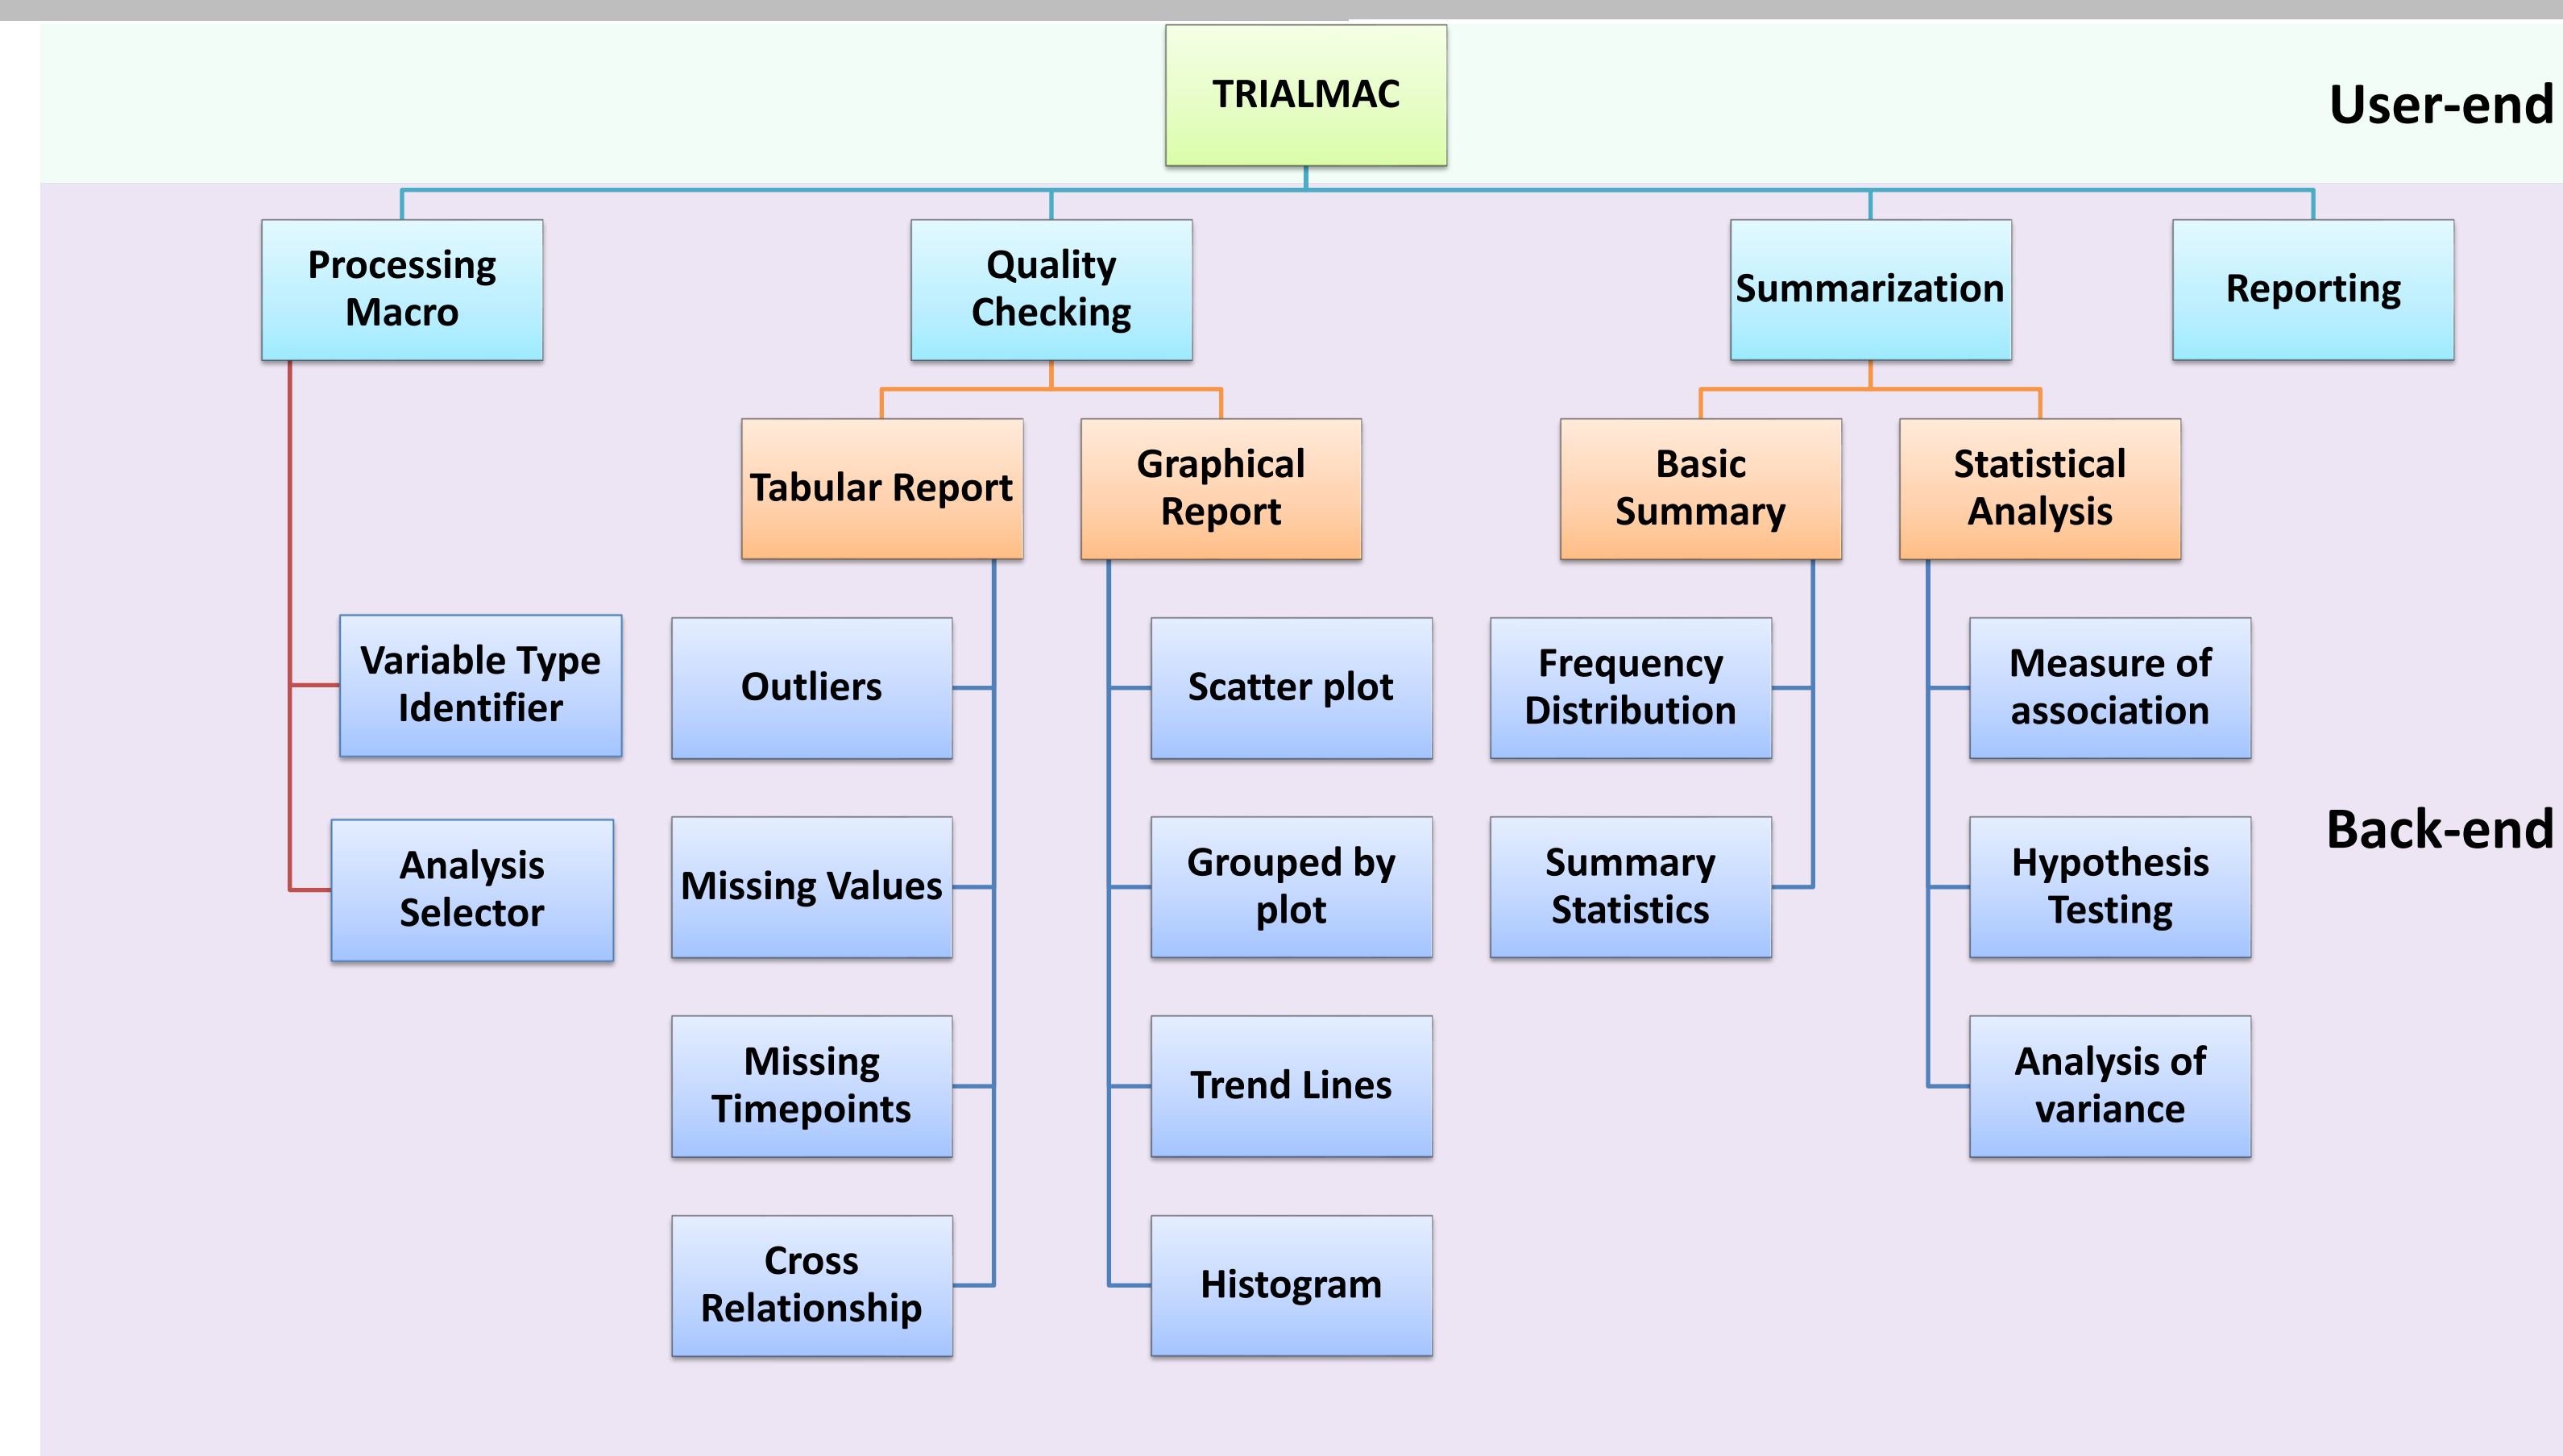 TRIALMAC
User-end
Processing
Macro
Quality
Checking
Summarization
Reporting
Tabular Report
Graphical
Report
Basic
Summary
Statistical
Analysis
Variable Type
Identifier
Outliers
Scatter plot
Frequency
Distribution
Measure of
association
Analysis
Selector
Missing Values
Grouped by
plot
Summary
Statistics
Hypothesis
Testing
Back-end
Missing
Timepoints
Trend Lines
Analysis of
variance
Cross
Relationship
Histogram